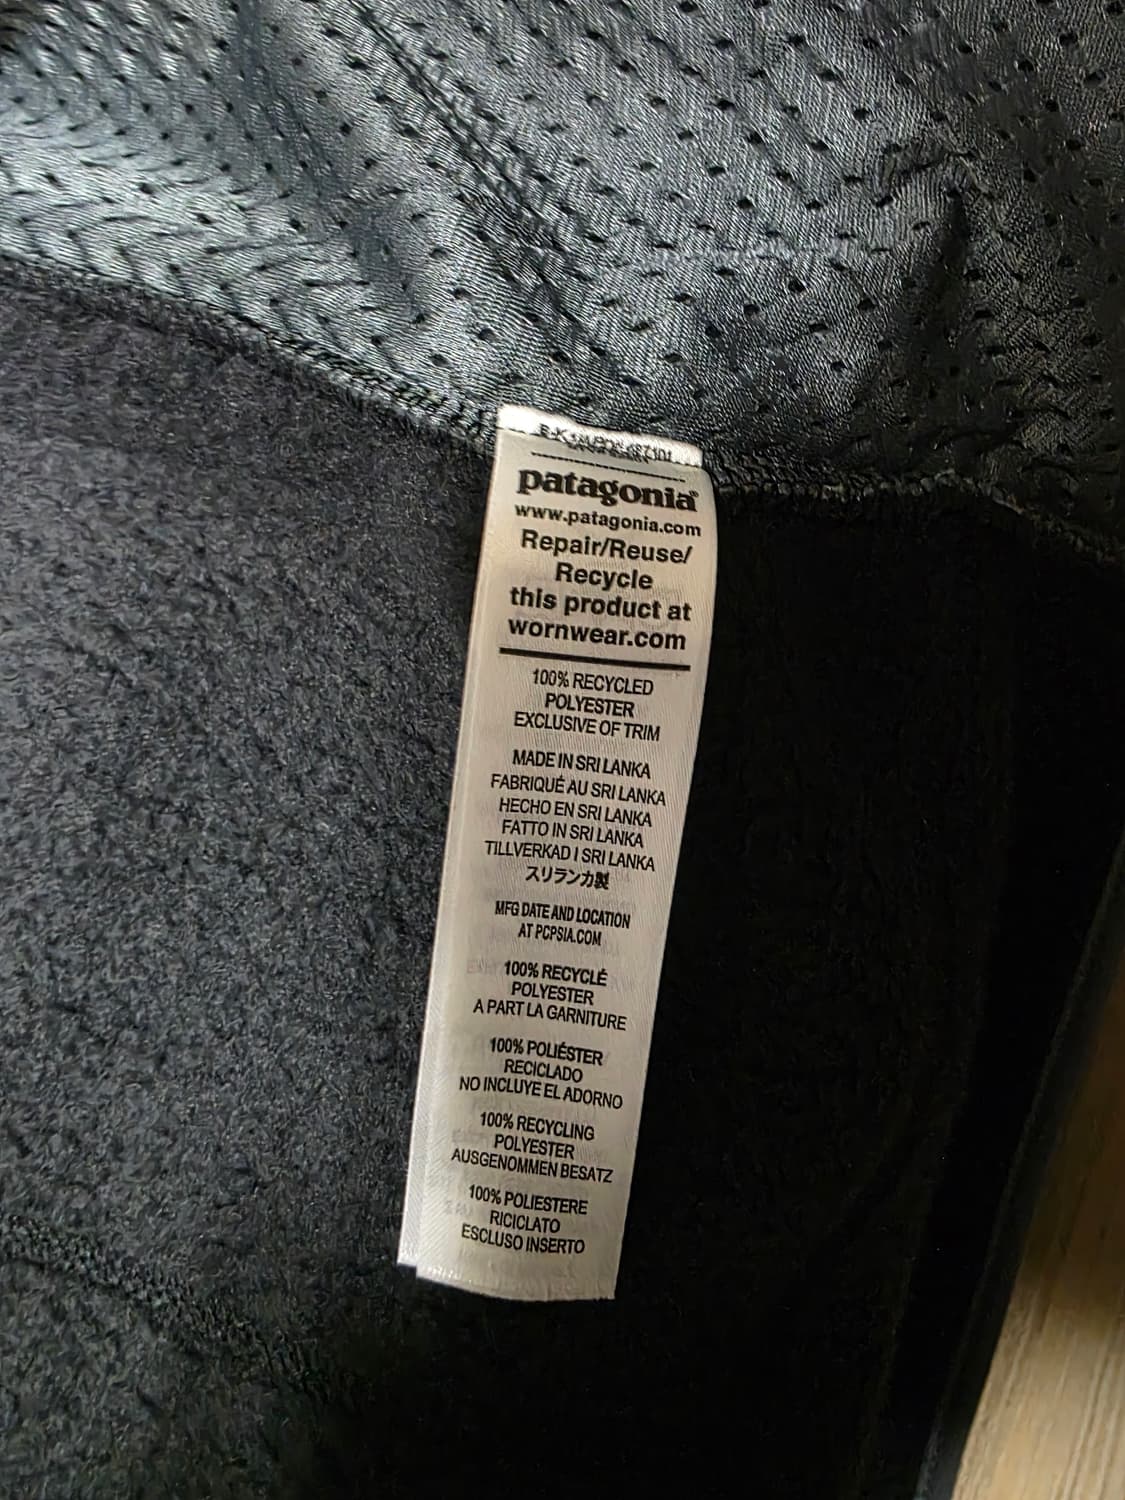 patagonia®
www.patagonia.com
Repair/Reuse/
Recycle
this product at
wornwear.com
100% RECYCLED
POLYESTER
EXCLUSIVE OF TRIM
MADE IN SRI LANKA
FABRIQUÉ AU SRI LANKA
HECHO EN SRI LANKA
FATTO IN SRI LANKA
TILLVERKAD I SRI LANKA
スリランカ製
MFG DATE AND LOCATION
AT PCPSIA.COM
100% RECYCLÉ
POLYESTER
A PART LA GARNITURE
100% POLIÉSTER
RECICLADO
NO INCLUYE EL ADORNO
100% RECYCLING
POLYESTER
AUSGENOMMEN BESATZ
100% POLIESTERE
RICICLATO
ESCLUSO INSERTO